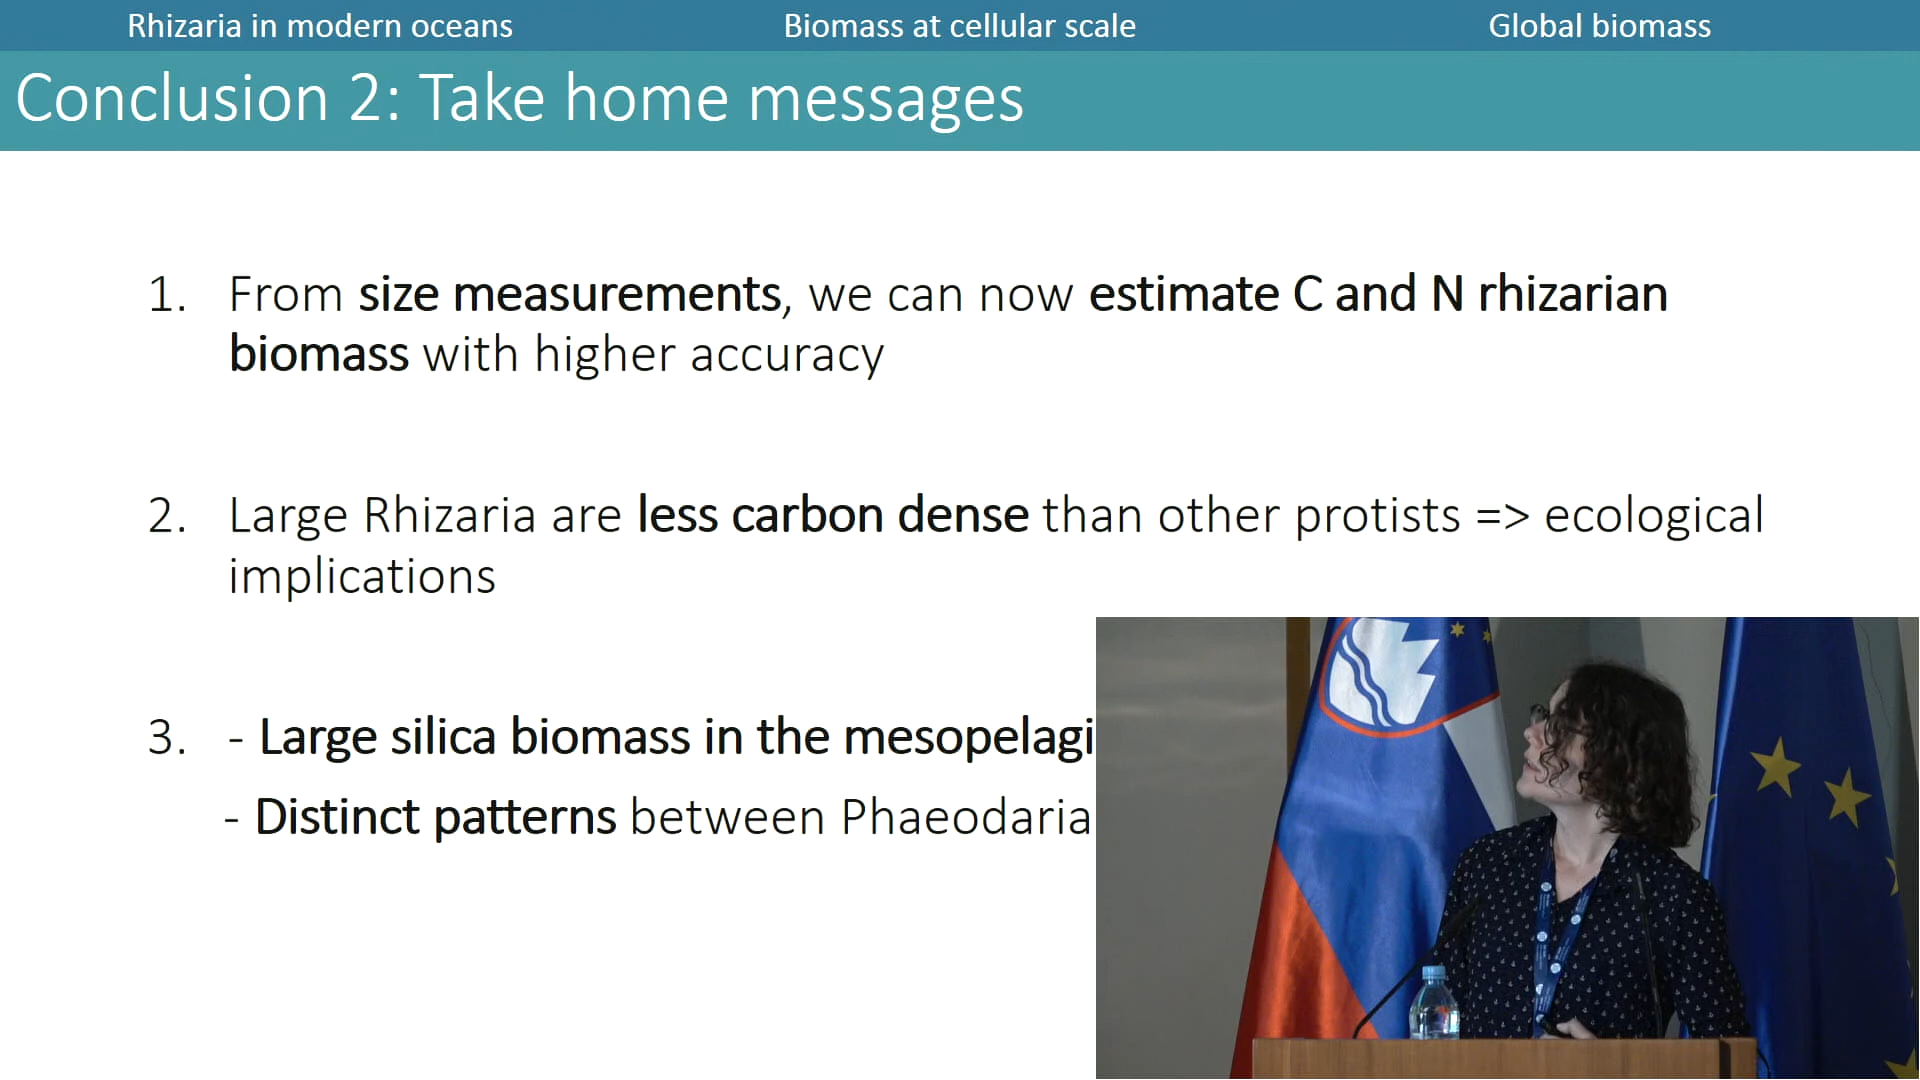 Rhizaria in modern oceans
Biomass at cellular scale
Global biomass
Conclusion 2: Take home messages
1. From size measurements, we can now estimate C and N rhizarian
biomass with higher accuracy
2. Large Rhizaria are less carbon dense than other protists => ecological
implications
3. - Large silica biomass in the mesopelagi
- Distinct patterns between Phaeodaria